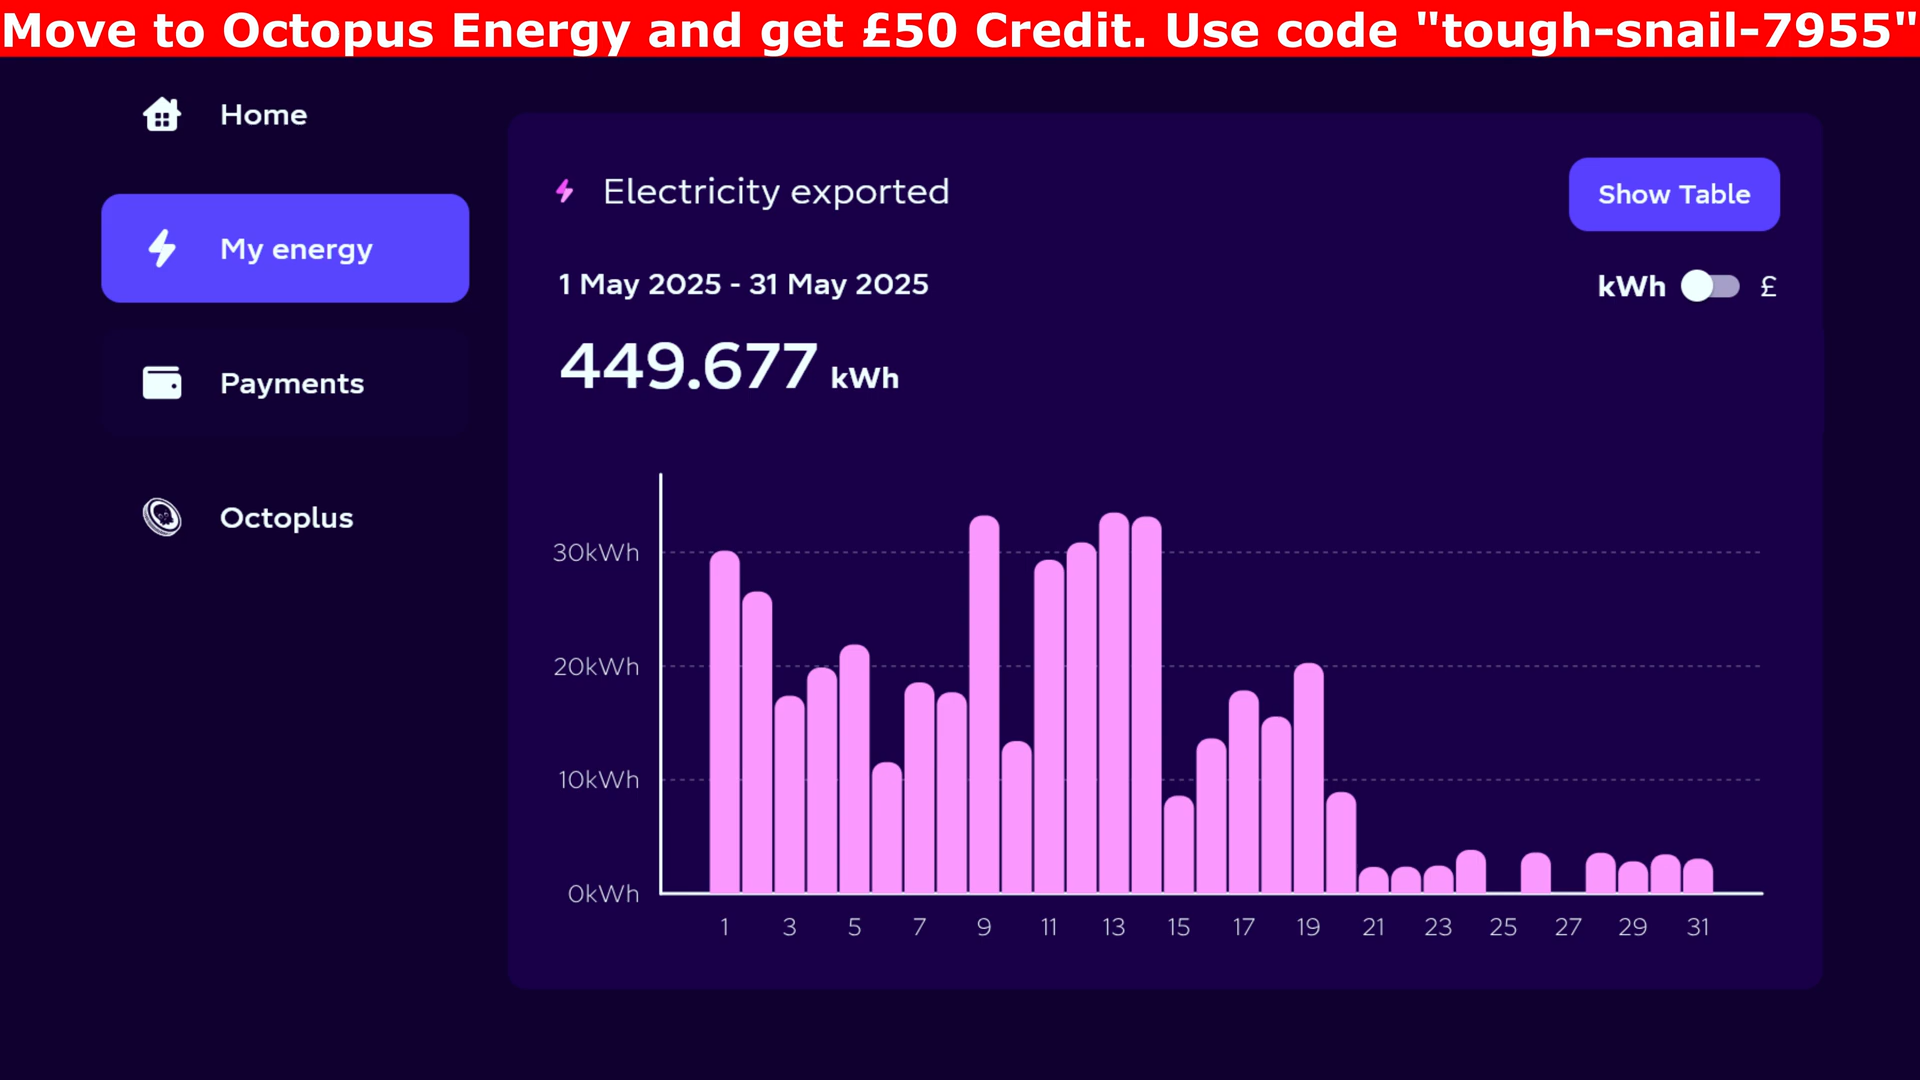 Move to Octopus Energy and get £50 Credit. Use code "tough-snail-7955"
Home
My energy
Payments
Octoplus
Electricity exported
Show Table
1 May 2025 - 31 May 2025
kWh £
449.677 kWh
30kWh
20kWh
10kWh
0kWh
1 3 5 7 9 11 13 15 17 19 21 23 25 27 29 31